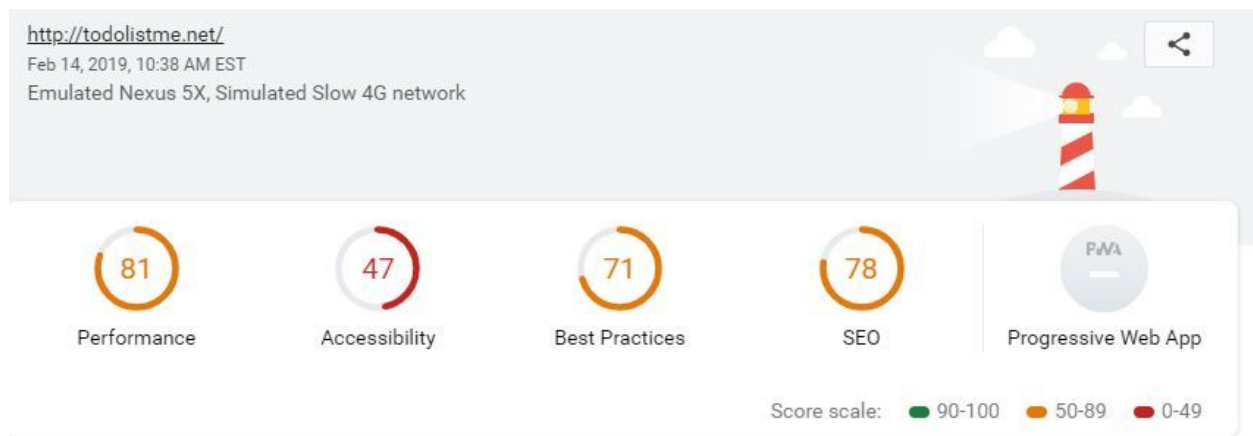 http://todolistme.net/
Feb 14, 2019, 10:38 AM EST
Emulated Nexus 5X, Simulated Slow 4G network
81
47
71
78
PWA
Performance
Accessibility
Best Practices
SEO
Progressive Web App
Score scale: 90-100 50-89 0-49